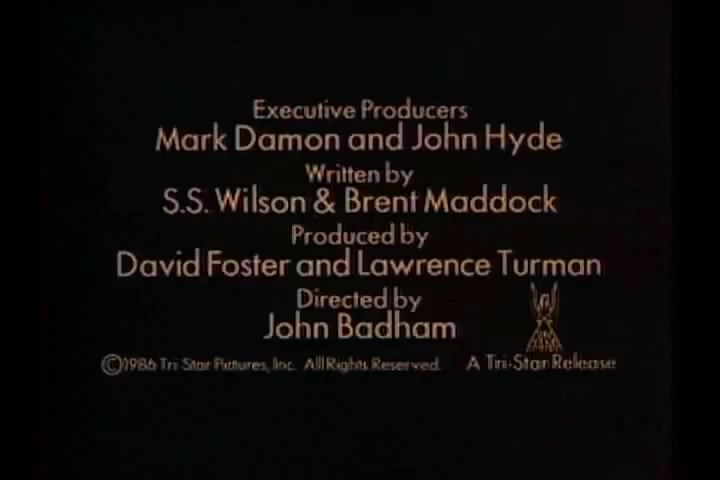 Executive Producers
Mark Damon and John Hyde
Written by
S.S. Wilson & Brent Maddock
Produced by
David Foster and Lawrence Turman
Directed by
John Badham
©1986 Tri-Star Pictures, Inc. All Rights Reserved. A Tri-Star Release